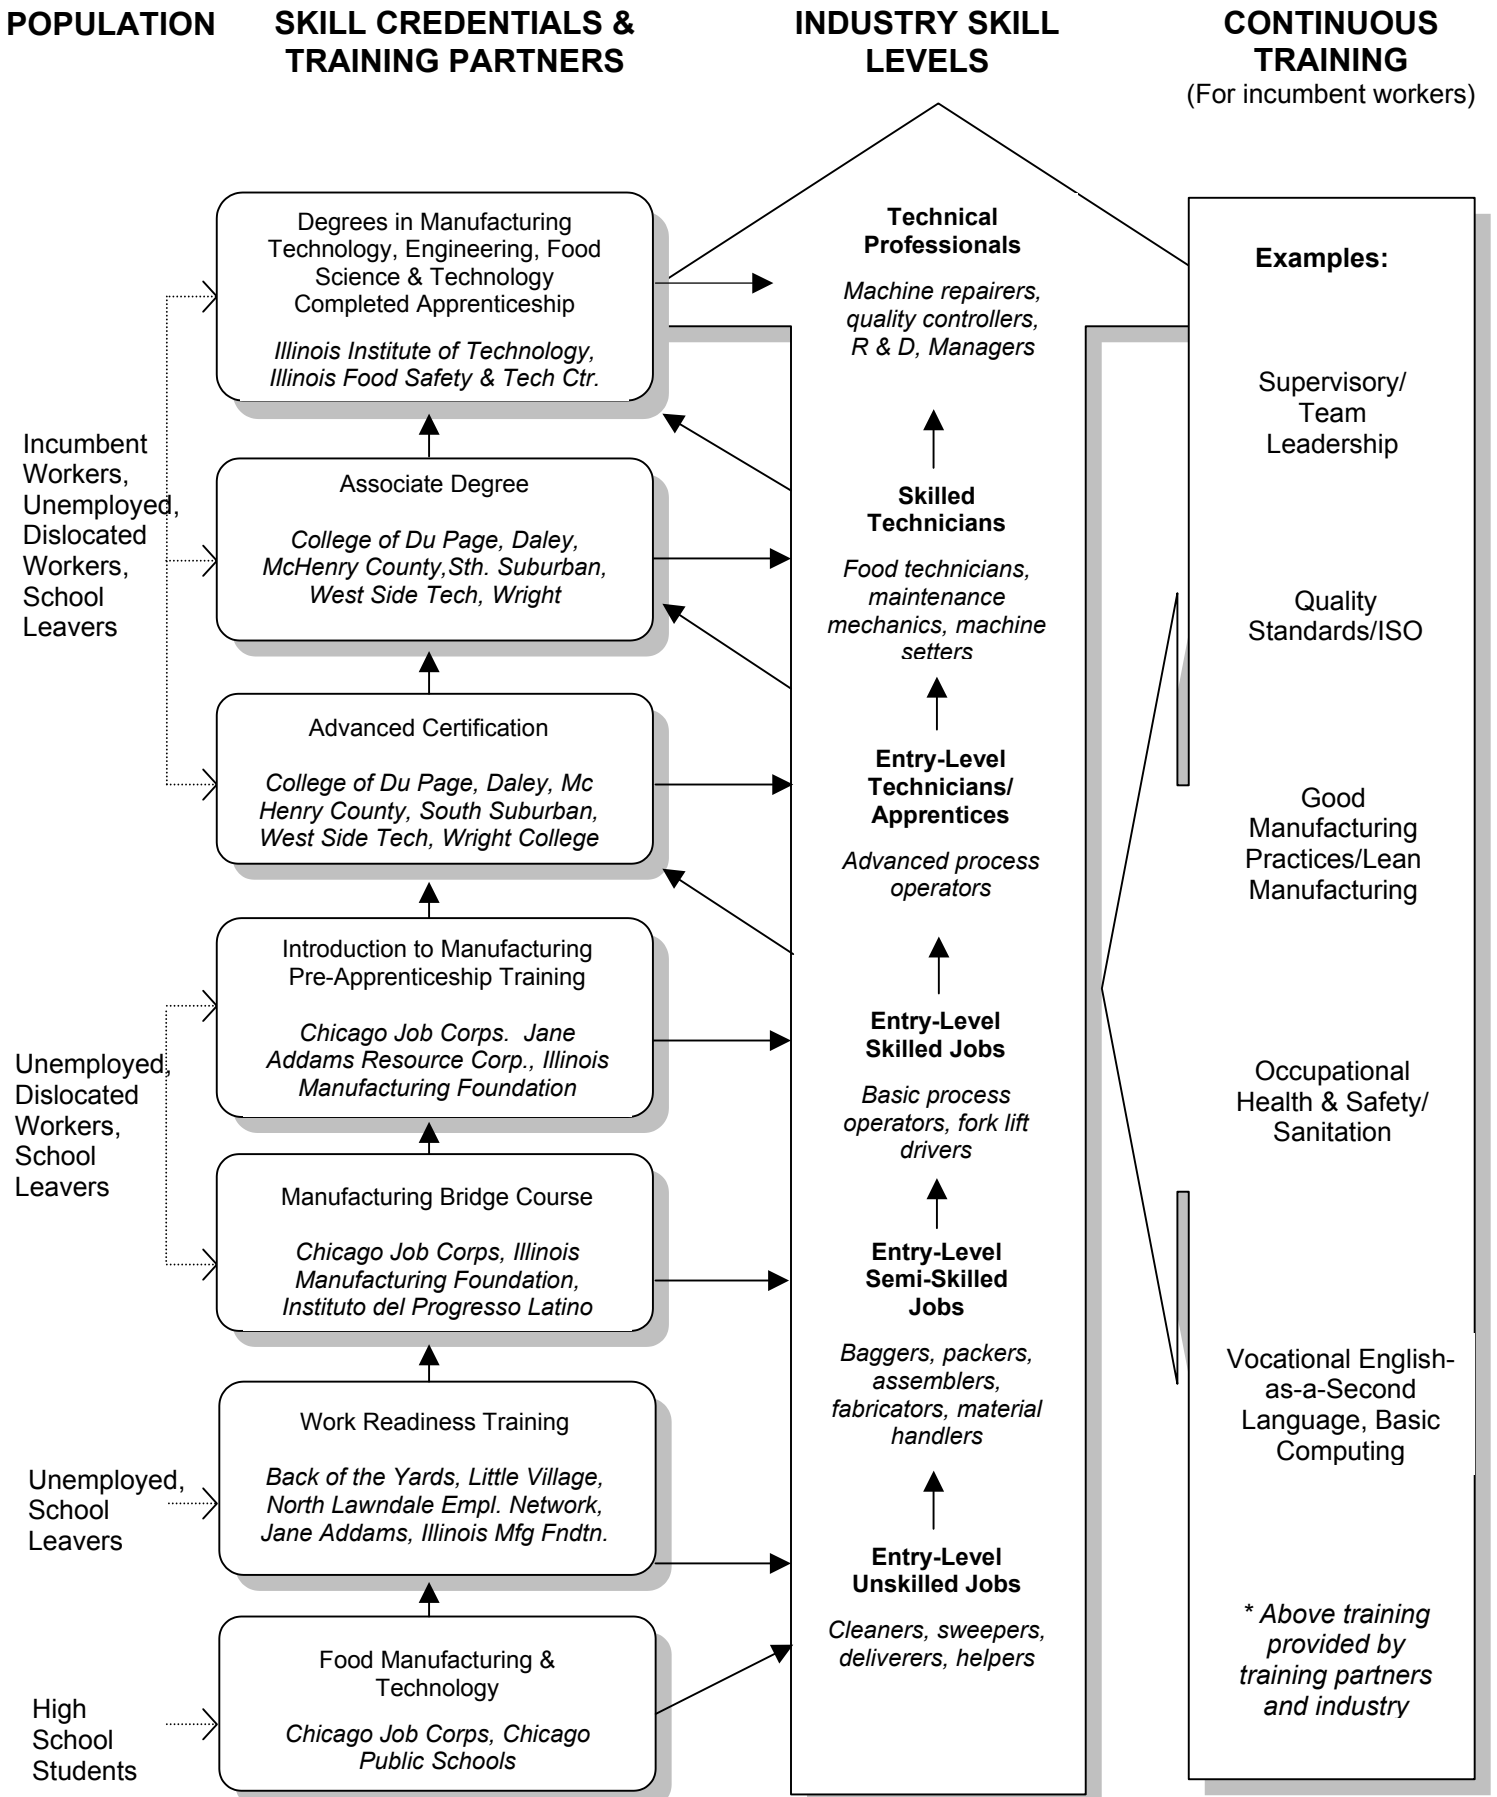 POPULATION
SKILL CREDENTIALS &
TRAINING PARTNERS
INDUSTRY SKILL
LEVELS
CONTINUOUS
TRAINING
(For incumbent workers)
Incumbent
Workers,
Unemployed,
Dislocated
Workers,
School
Leavers
Unemployed,
Dislocated
Workers,
School
Leavers
Unemployed,
School
Leavers
High
School
Students
Degrees in Manufacturing
Technology, Engineering, Food
Science & Technology
Completed Apprenticeship
Illinois Institute of Technology,
Illinois Food Safety & Tech Ctr.
Associate Degree
College of Du Page, Daley,
McHenry County,Sth. Suburban,
West Side Tech, Wright
Advanced Certification
College of Du Page, Daley, Mc
Henry County, South Suburban,
West Side Tech, Wright College
Introduction to Manufacturing
Pre-Apprenticeship Training
Chicago Job Corps. Jane
Addams Resource Corp., Illinois
Manufacturing Foundation
Manufacturing Bridge Course
Chicago Job Corps, Illinois
Manufacturing Foundation,
Instituto del Progresso Latino
Work Readiness Training
Back of the Yards, Little Village,
North Lawndale Empl. Network,
Jane Addams, Illinois Mfg Fndtn.
Food Manufacturing &
Technology
Chicago Job Corps, Chicago
Public Schools
Technical
Professionals
Machine repairers,
quality controllers,
R & D, Managers
Skilled
Technicians
Food technicians,
maintenance
mechanics, machine
setters
Entry-Level
Technicians/
Apprentices
Advanced process
operators
Entry-Level
Skilled Jobs
Basic process
operators, fork lift
drivers
Entry-Level
Semi-Skilled
Jobs
Baggers, packers,
assemblers,
fabricators, material
handlers
Entry-Level
Unskilled Jobs
Cleaners, sweepers,
deliverers, helpers
Examples:
Supervisory/
Team
Leadership
Quality
Standards/ISO
Good
Manufacturing
Practices/Lean
Manufacturing
Occupational
Health & Safety/
Sanitation
Vocational English-
as-a-Second
Language, Basic
Computing
* Above training
provided by
training partners
and industry